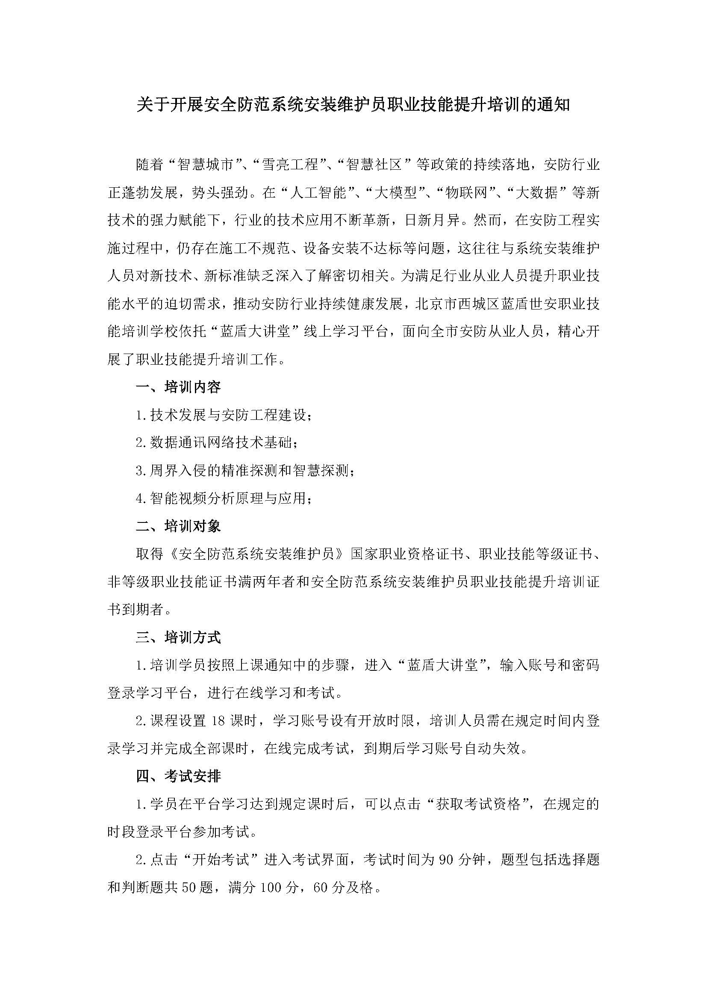 关于开展安全防范系统安装维护员职业技能提升培训的通知
随着“智慧城市”、“雪亮工程”、“智慧社区”等政策的持续落地，安防行业
正蓬勃发展，势头强劲。在“人工智能”、“大模型”、“物联网”、“大数据”等新
技术的强力赋能下，行业的技术应用不断革新，日新月异。然而，在安防工程实
施过程中，仍存在施工不规范、设备安装不达标等问题，这往往与系统安装维护
人员对新技术、新标准缺乏深入了解密切相关。为满足行业从业人员提升职业技
能水平的迫切需求，推动安防行业持续健康发展，北京市西城区蓝盾世安职业技
能培训学校依托“蓝盾大讲堂”线上学习平台，面向全市安防从业人员，精心开
展了职业技能提升培训工作。
一、培训内容
1.技术发展与安防工程建设；
2.数据通讯网络技术基础；
3.周界入侵的精准探测和智慧探测；
4.智能视频分析原理与应用；
二、培训对象
取得《安全防范系统安装维护员》国家职业资格证书、职业技能等级证书、
非等级职业技能证书满两年者和安全防范系统安装维护员职业技能提升培训证
书到期者。
三、培训方式
1.培训学员按照上课通知中的步骤，进入“蓝盾大讲堂”，输入账号和密码
登录学习平台，进行在线学习和考试。
2.课程设置 18 课时，学习账号设有开放时限，培训人员需在规定时间内登
录学习并完成全部课时，在线完成考试，到期后学习账号自动失效。
四、考试安排
1.学员在平台学习达到规定课时后，可以点击“获取考试资格”，在规定的
时段登录平台参加考试。
2.点击“开始考试”进入考试界面，考试时间为 90 分钟，题型包括选择题
和判断题共 50 题，满分 100 分，60 分及格。